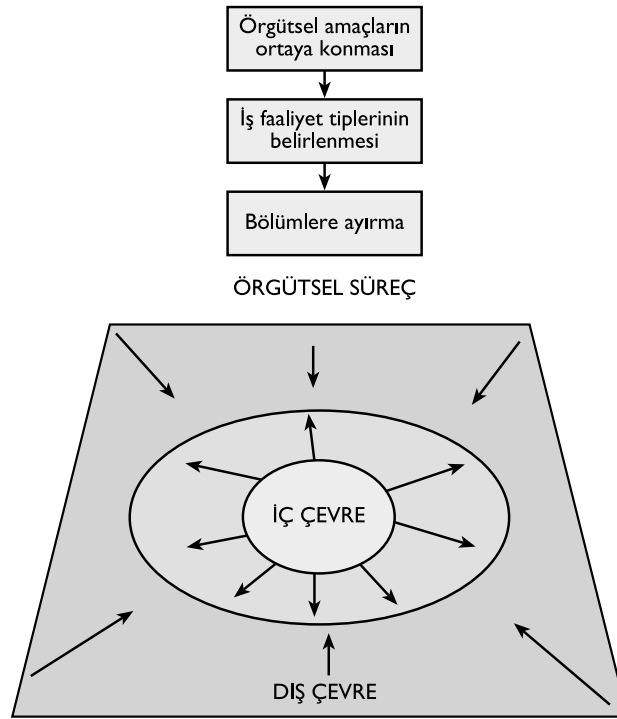 Örgütsel amaçların
ortaya konması
İş faaliyet tiplerinin
belirlenmesi
Bölümlere ayırma
ÖRGÜTSEL SÜREÇ
İÇ ÇEVRE
DIŞ ÇEVRE